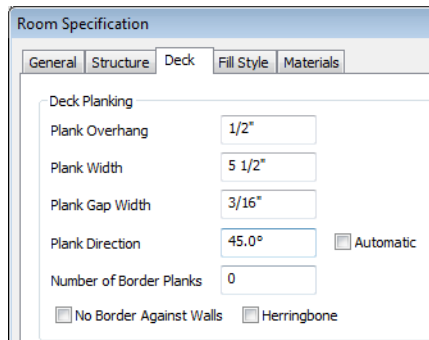 Room Specification
General Structure Deck Fill Style Materials
Deck Planking
Plank Overhang 1/2"
Plank Width 5 1/2"
Plank Gap Width 3/16"
Plank Direction 45.0° Automatic
Number of Border Planks 0
No Border Against Walls Herringbone